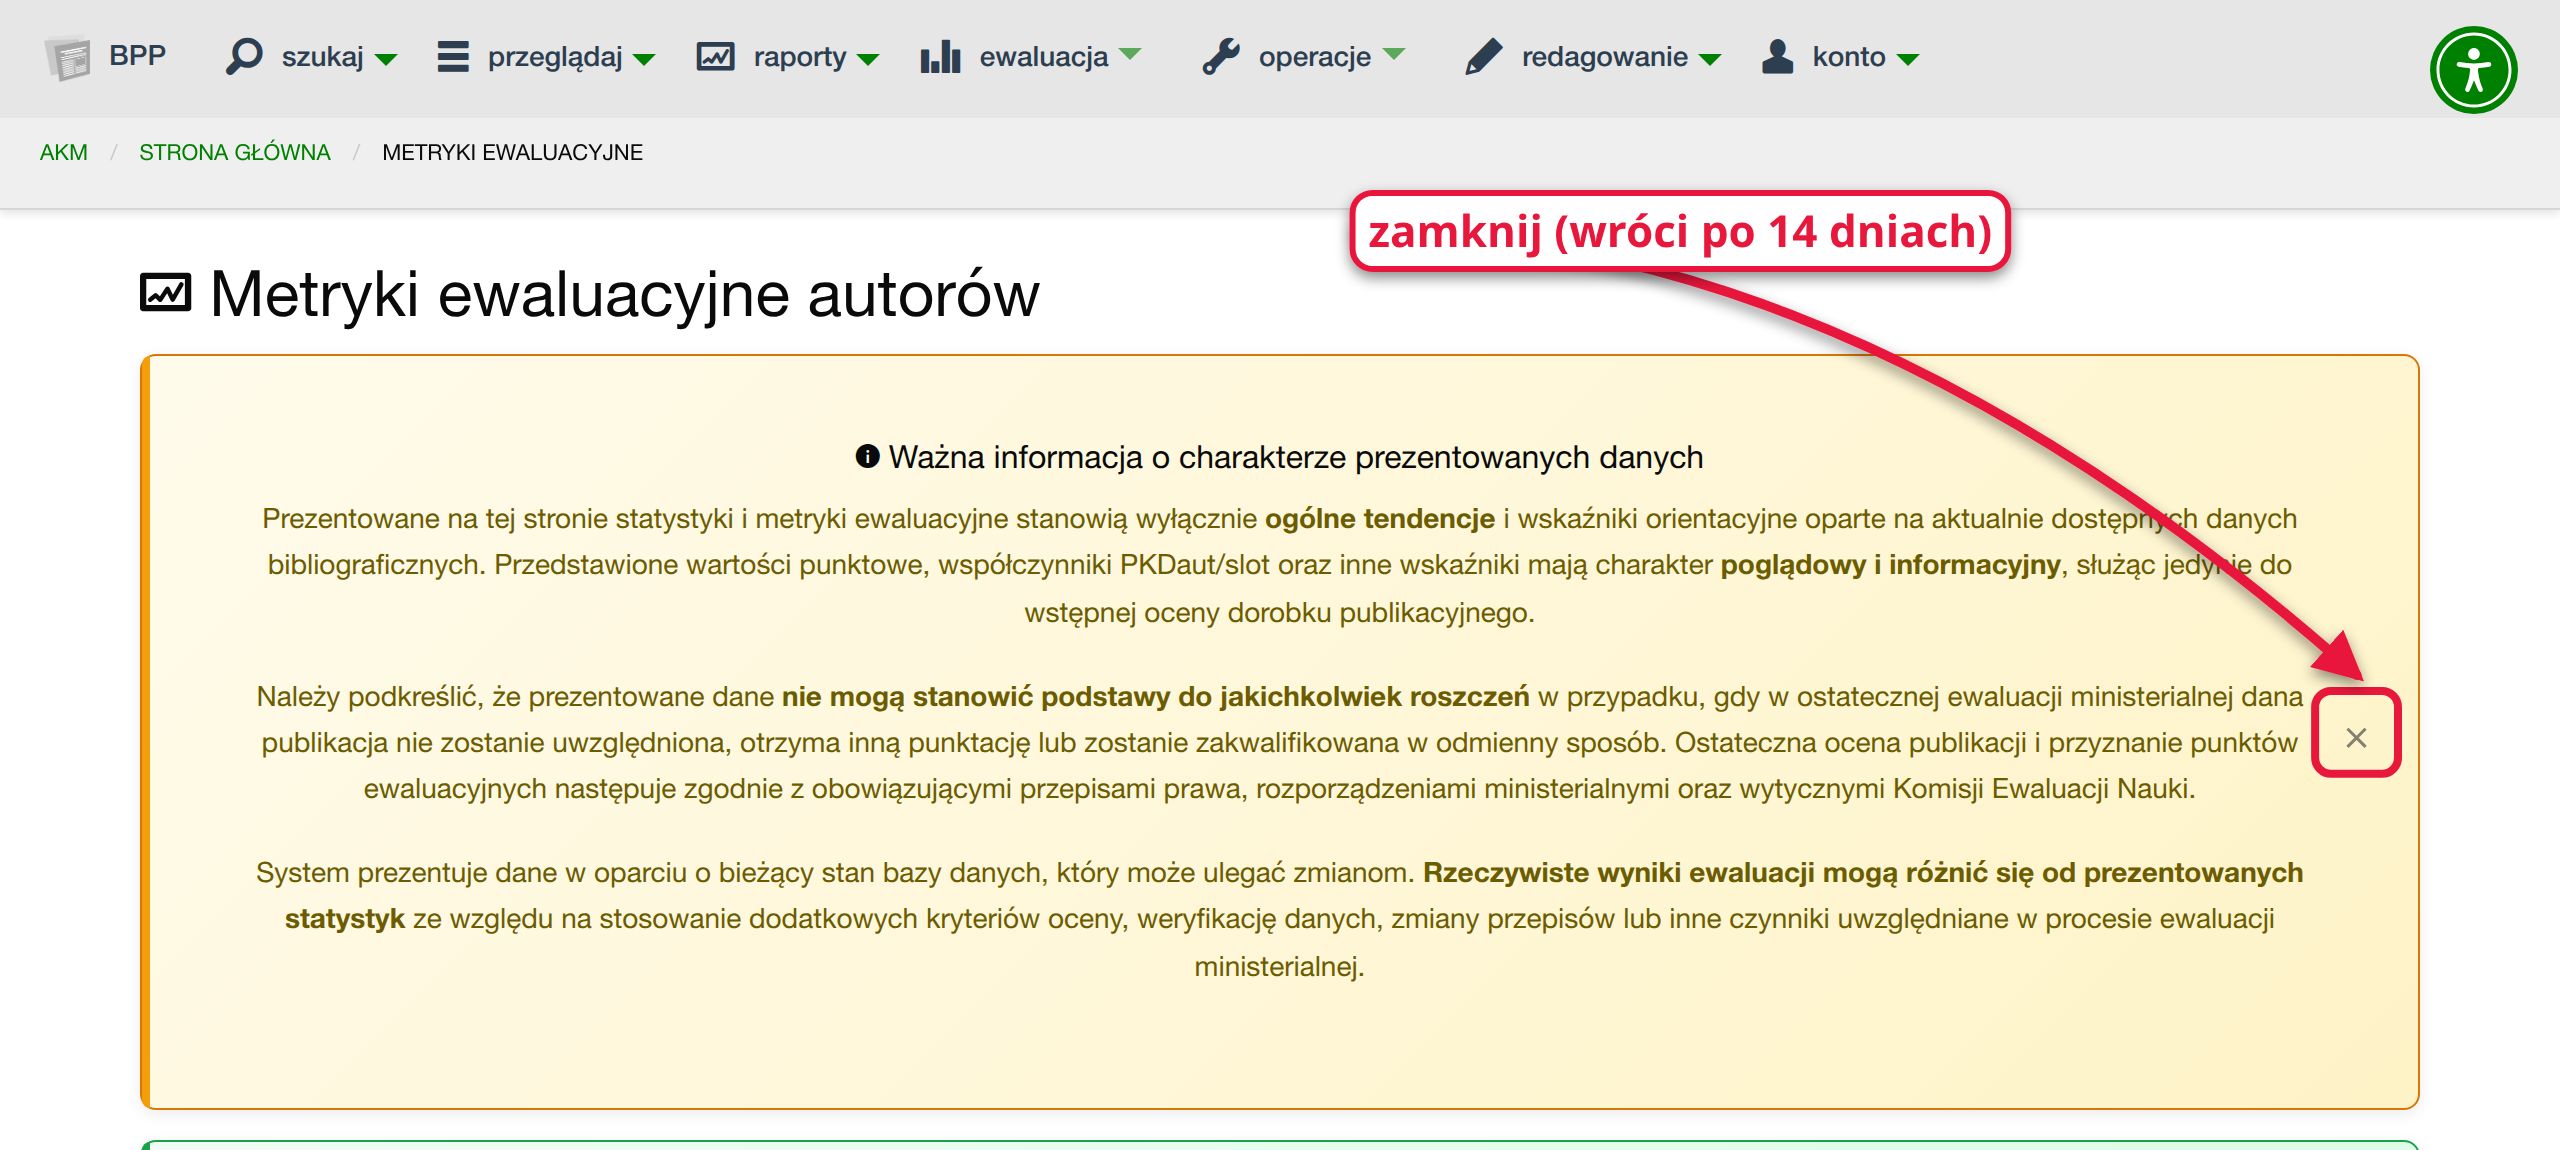 BPP szukaj przeglądaj raporty ewaluacja operacje redagowanie konto
AKM / STRONA GŁÓWNA / METRYKI EWALUACYJNE
zamknij (wróci po 14 dniach)
Metryki ewaluacyjne autorów
Ważna informacja o charakterze prezentowanych danych
Prezentowane na tej stronie statystyki i metryki ewaluacyjne stanowią wyłącznie ogólne tendencje i wskaźniki orientacyjne oparte na aktualnie dostępnych danych
bibliograficznych. Przedstawione wartości punktowe, współczynniki PKDaut/slot oraz inne wskaźniki mają charakter poglądowy i informacyjny, służąc jedynie do
wstępnej oceny dorobku publikacyjnego.
Należy podkreślić, że prezentowane dane nie mogą stanowić podstawy do jakichkolwiek roszczeń w przypadku, gdy w ostatecznej ewaluacji ministerialnej dana
publikacja nie zostanie uwzględniona, otrzyma inną punktację lub zostanie zakwalifikowana w odmienny sposób. Ostateczna ocena publikacji i przyznanie punktów
ewaluacyjnych następuje zgodnie z obowiązującymi przepisami prawa, rozporządzeniami ministerialnymi oraz wytycznymi Komisji Ewaluacji Nauki.
System prezentuje dane w oparciu o bieżący stan bazy danych, który może ulegać zmianom. Rzeczywiste wyniki ewaluacji mogą różnić się od prezentowanych
statystyk ze względu na stosowanie dodatkowych kryteriów oceny, weryfikację danych, zmiany przepisów lub inne czynniki uwzględniane w procesie ewaluacji
ministerialnej.